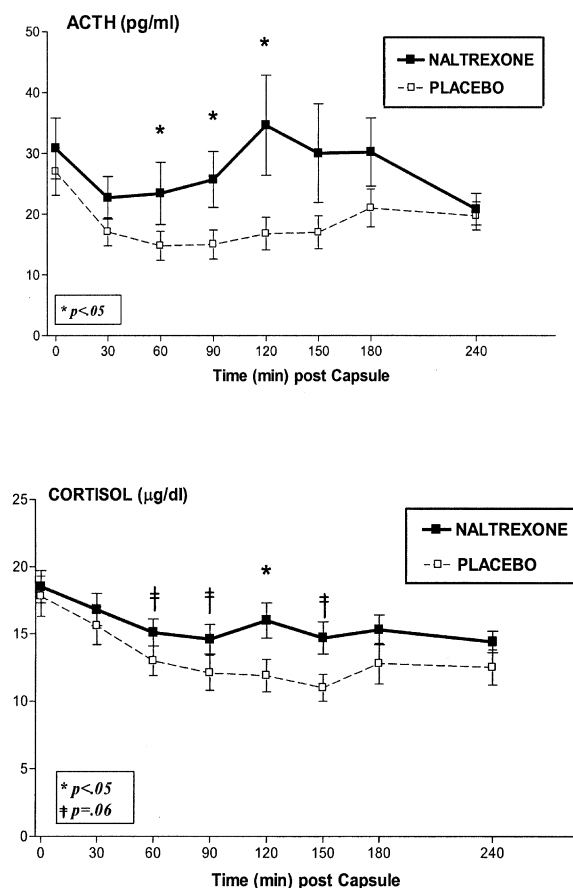 ACTH (pg/ml)
50
40
30
20
10
0
*
*
*
NALTREXONE
PLACEBO
* p<.05
0 30 60 90 120 150 180 240
Time (min) post Capsule
CORTISOL (µg/dl)
25
20
15
10
5
0
‡
‡
*
‡
NALTREXONE
PLACEBO
* p<.05
‡ p=.06
0 30 60 90 120 150 180 240
Time (min) post Capsule